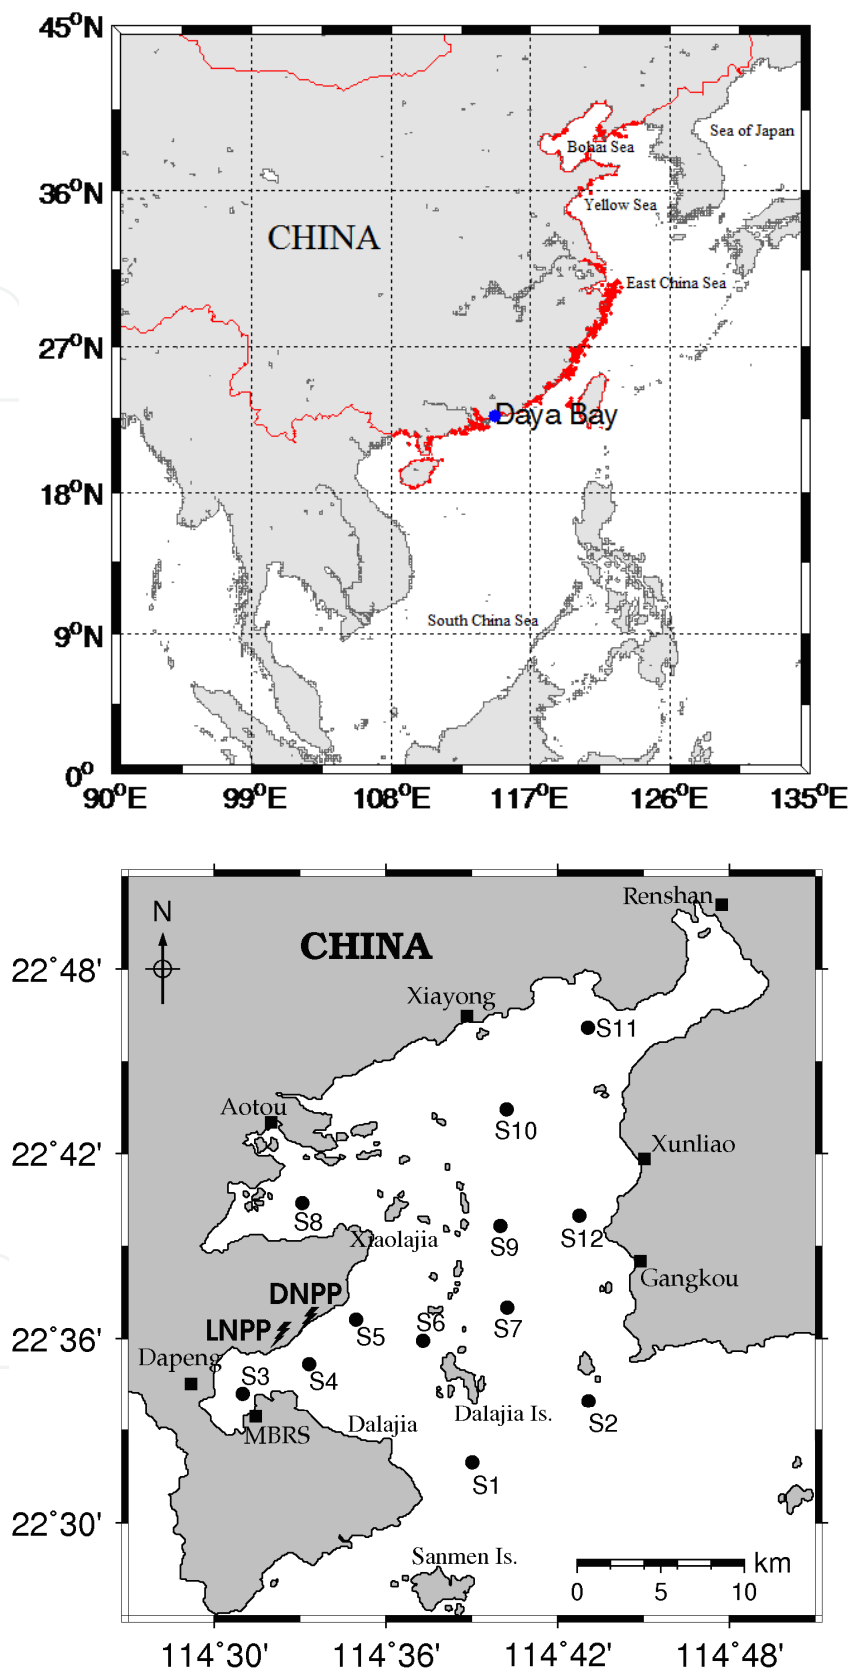 45°N
36°N
27°N
18°N
9°N
0°
90°E
99°E
108°E
117°E
126°E
135°E
Sea of Japan
Bohai Sea
Yellow Sea
CHINA
East China Sea
Daya Bay
South China Sea
Renshan
N
CHINA
22°48'
Xiayong
S11
Aotou
S10
22°42'
Xunliao
S8
Xiaolajia
S9
S12
DNPP
Gangkou
LNPP
S6
S7
22°36'
S5
Dapeng
S3
S4
Dalajia Is.
S2
MBRS
Dalajia
S1
22°30'
Sanmen Is.
km
0
5
10
114°30'
114°36'
114°42'
114°48'